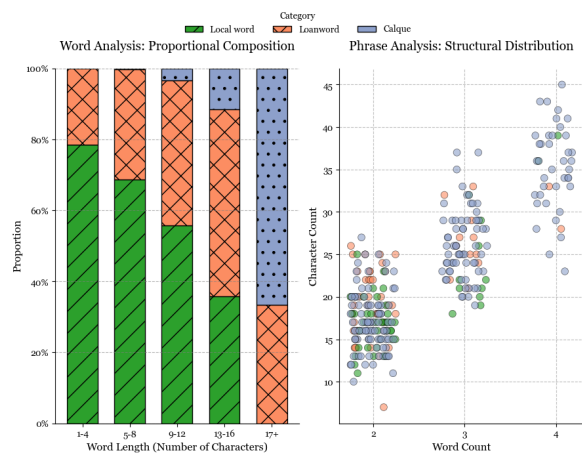 Category
Local word Loanword Calque
Word Analysis: Proportional Composition
Phrase Analysis: Structural Distribution
100%
80%
60%
40%
20%
0%
Proportion
1-4 5-8 9-12 13-16 17+
Word Length (Number of Characters)
45
40
35
30
25
20
15
10
Character Count
2 3 4
Word Count